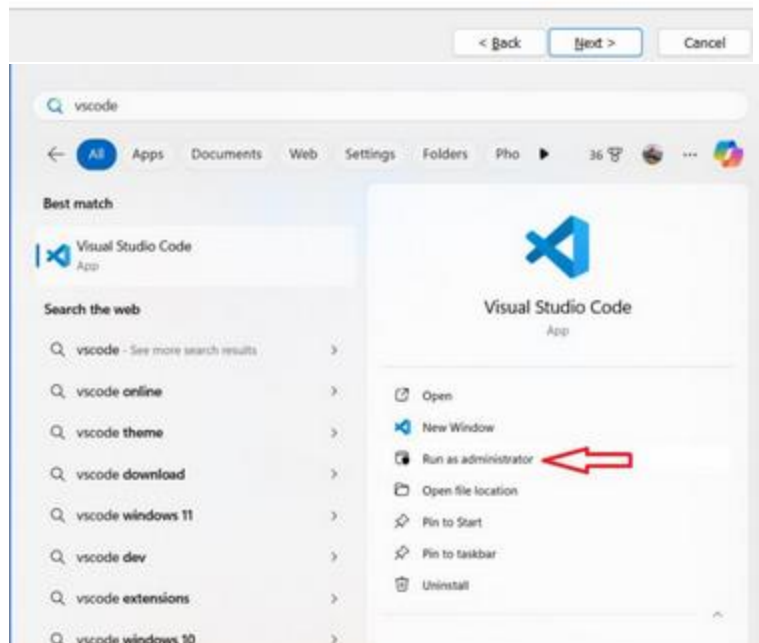 < Back Next > Cancel
vscode
All Apps Documents Web Settings Folders Pho 36
Best match
Visual Studio Code
App
Search the web
vscode - See more search results
vscode online
vscode theme
vscode download
vscode windows 11
vscode dev
vscode extensions
vscode windows 10
Visual Studio Code
App
Open
New Window
Run as administrator
Open file location
Pin to Start
Pin to taskbar
Uninstall